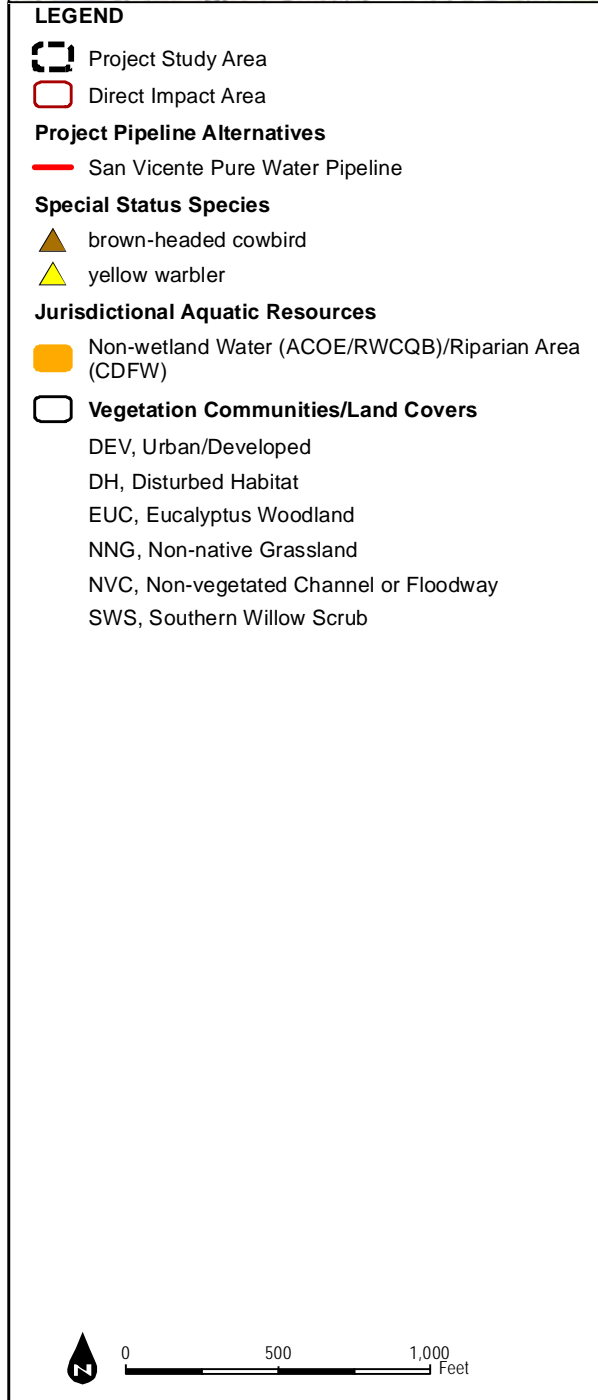 LEGEND
Project Study Area
Direct Impact Area
Project Pipeline Alternatives
San Vicente Pure Water Pipeline
Special Status Species
brown-headed cowbird
yellow warbler
Jurisdictional Aquatic Resources
Non-wetland Water (ACOE/RWCQB)/Riparian Area
(CDFW)
Vegetation Communities/Land Covers
DEV, Urban/Developed
DH, Disturbed Habitat
EUC, Eucalyptus Woodland
NNG, Non-native Grassland
NVC, Non-vegetated Channel or Floodway
SWS, Southern Willow Scrub
N
0 500 1,000
Feet